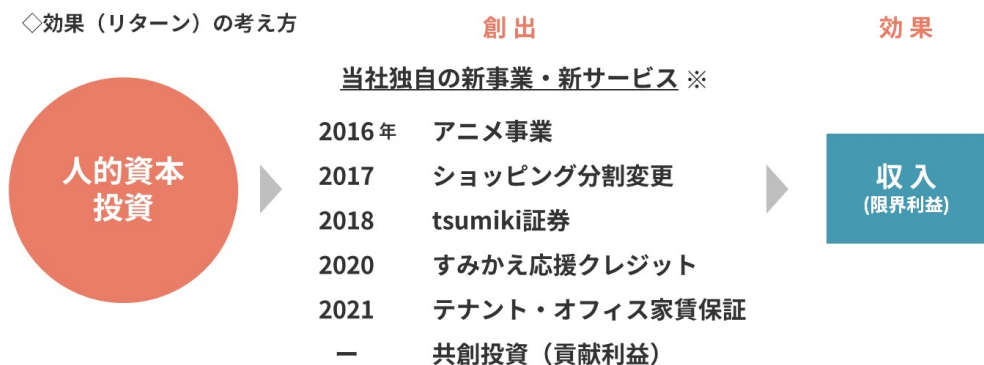 ◇効果（リターン）の考え方
創出
効果
当社独自の新事業・新サービス ※
人的資本
投資
2016年 アニメ事業
2017 ショッピング分割変更
2018 tsumiki証券
2020 すみかえ応援クレジット
2021 テナント・オフィス家賃保証
ー 共創投資（貢献利益）
収入
(限界利益)